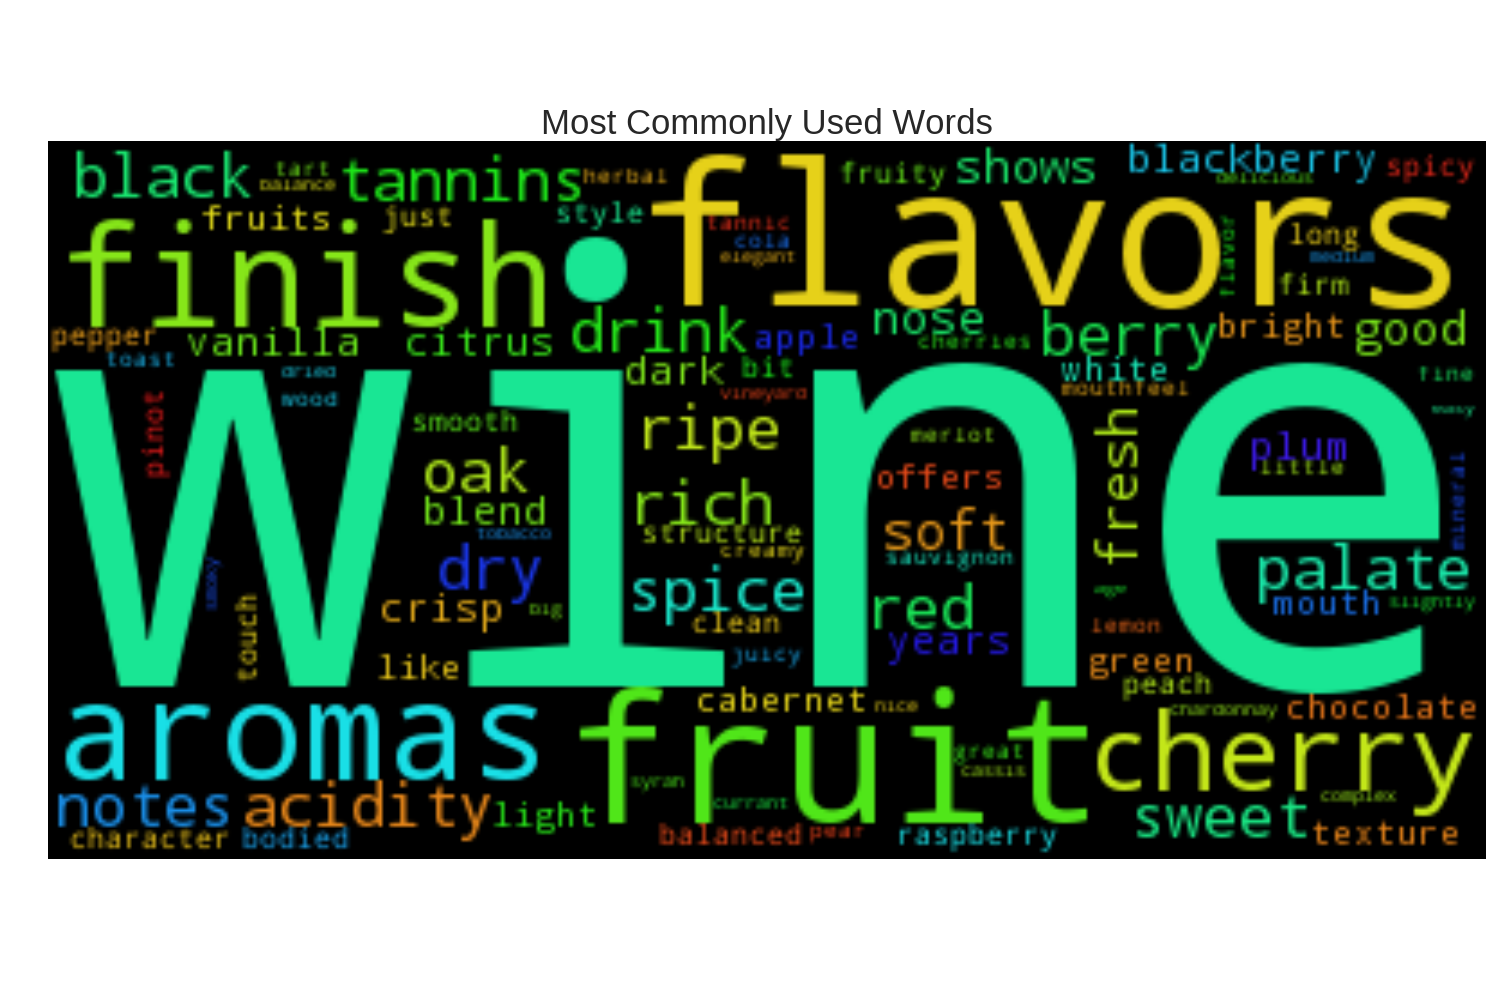 Most Commonly Used Words
black tart balance tannins herbal fruity shows blackberry delicious spicy
fruits just style tannic cola elegant flavors flavor long medium firm
finish
pepper vanilla citrus drink apple nose cherries berry bright good
toast dried dark bit white mouthfeel fine
wood vineyard easy
pinot smooth ripe merlot fresh plum little
wine
oak blend rich offers mineral
tobacco structure creamy soft sauvignon
smoky dry spice age palate
touch crisp big clean red years mouth slightly
like juicy lemon green peach
aromas cabernet nice chardonnay chocolate
fruit syrah great cassis cherry
notes acidity light currant complex sweet
character bodied balanced pear raspberry texture